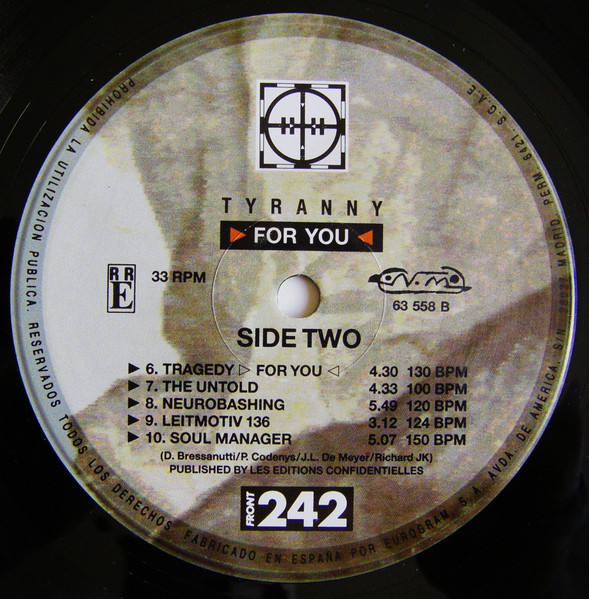 TYRANNY
▶ FOR YOU ◀
RR
E
33 RPM
N.MO
63 558 B
SIDE TWO
▶ 6. TRAGEDY ▷ FOR YOU ◁ 4.30 130 BPM
▶ 7. THE UNTOLD 4.33 100 BPM
▶ 8. NEUROBASHING 5.49 120 BPM
▶ 9. LEITMOTIV 136 3.12 124 BPM
▶ 10. SOUL MANAGER 5.07 150 BPM
(D. Bressanutti/P. Codenys/J.L. De Meyer/Richard JK)
PUBLISHED BY LES EDITIONS CONFIDENTIELLES
FRONT 242
PROHIBIDA LA UTILIZACION PUBLICA. RESERVADOS TODOS LOS DERECHOS. FABRICADO EN ESPAÑA POR EUROGRAM, S.A. AVDA. DE AMERICA, S/N MADRID PERM. 6421. S.G.A.E.